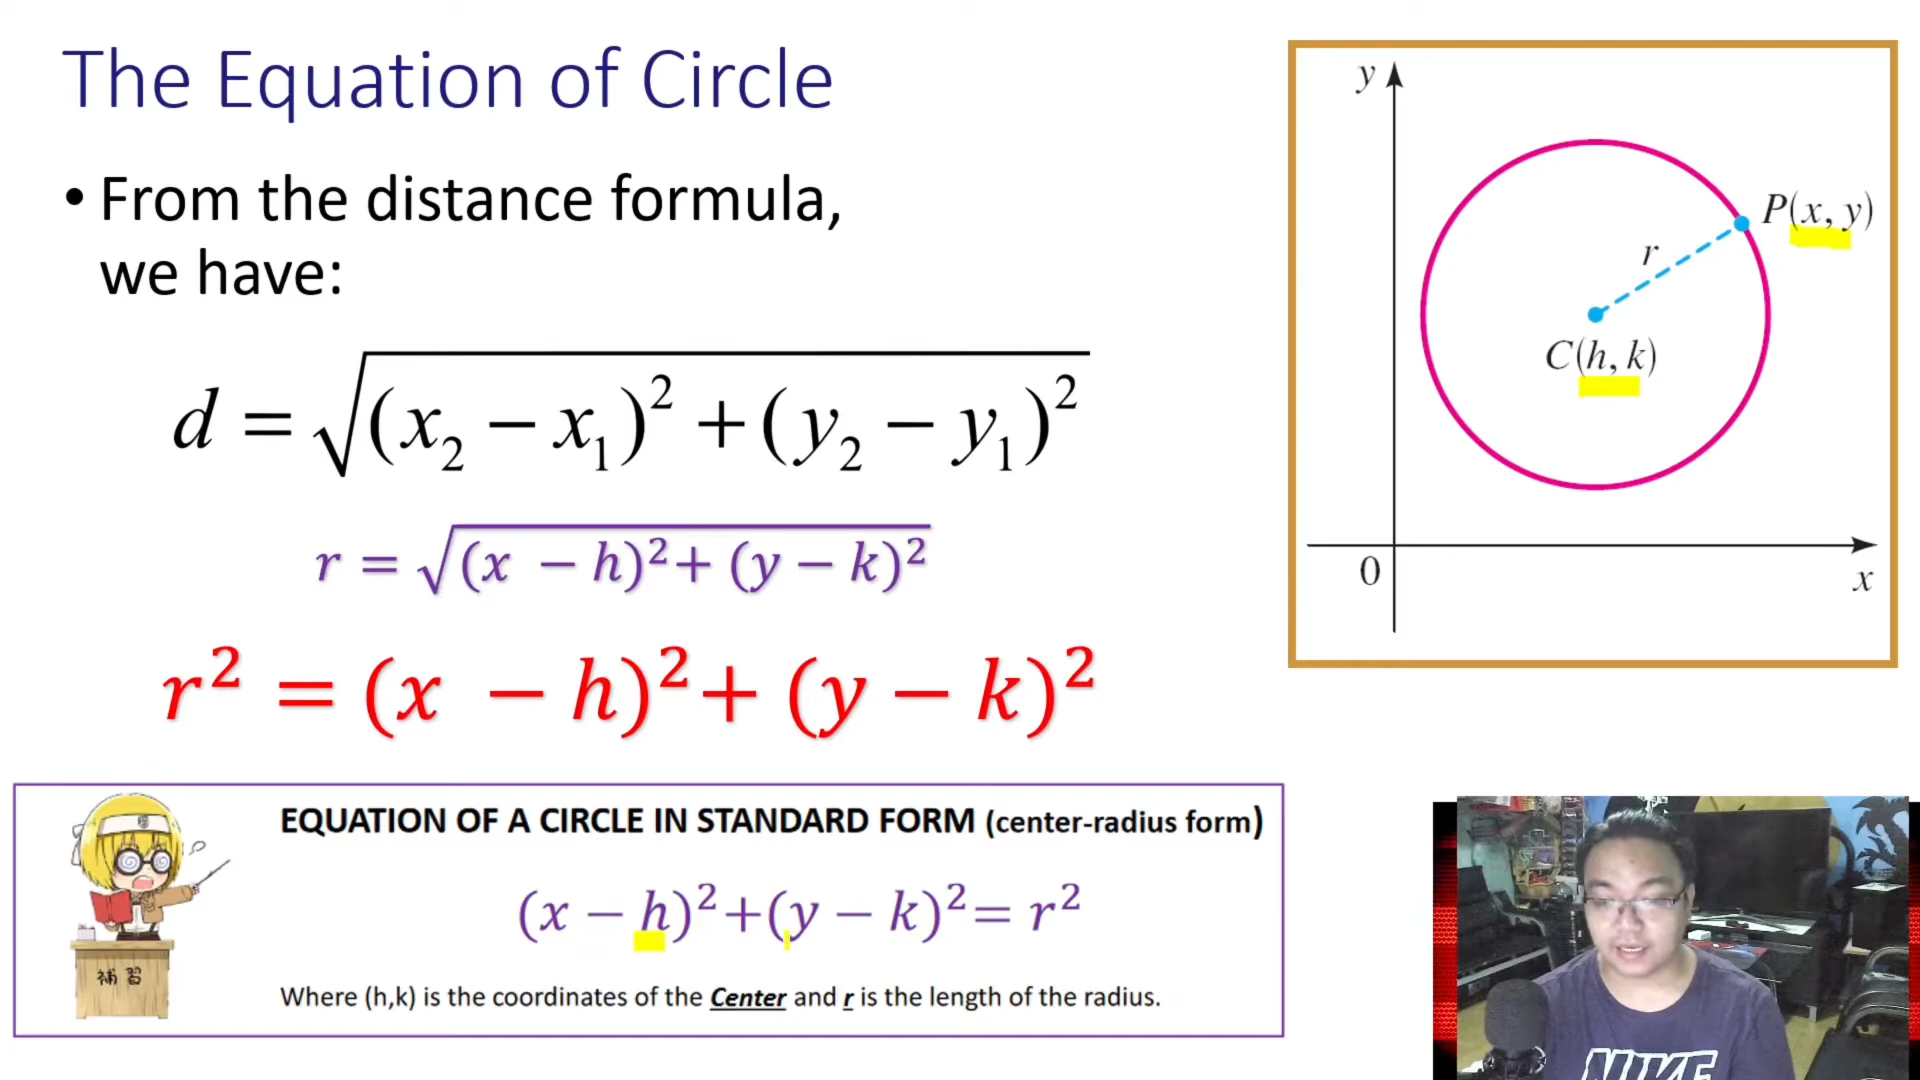 The Equation of Circle
• From the distance formula,
we have:
d = √(x₂ − x₁)² + (y₂ − y₁)²
r = √(x − h)²+ (y − k)²
r² = (x − h)²+ (y − k)²
EQUATION OF A CIRCLE IN STANDARD FORM (center-radius form)
(x − h)²+(y − k)²= r²
Where (h,k) is the coordinates of the Center and r is the length of the radius.
補習
y
P(x, y)
r
C(h, k)
0
x
NIKE